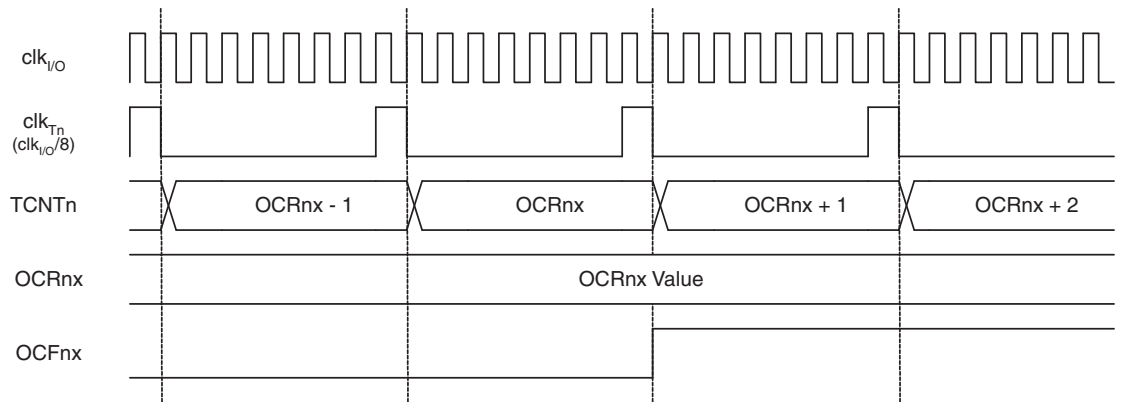 clkI/O
clkTn
(clkI/O/8)
TCNTn OCRnx - 1 OCRnx OCRnx + 1 OCRnx + 2
OCRnx OCRnx Value
OCFnx